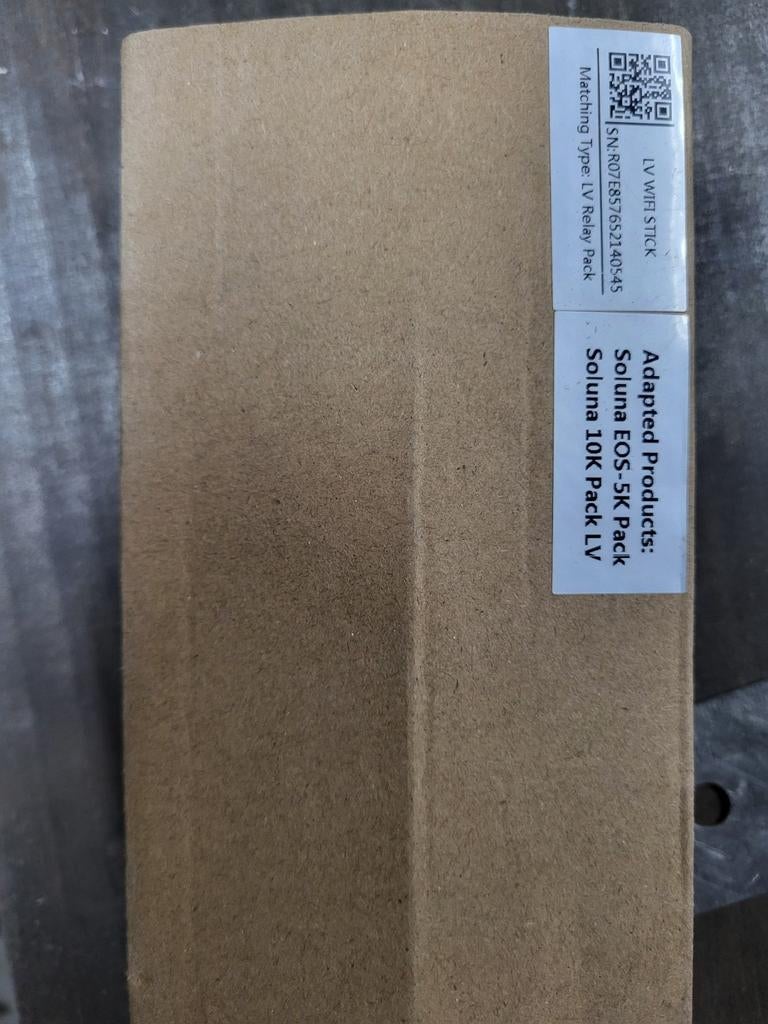 LV WIFI STICK
SN:R07E857652140545
Matching Type: LV Relay Pack
Adapted Products:
Soluna EOS-5K Pack
Soluna 10K Pack LV